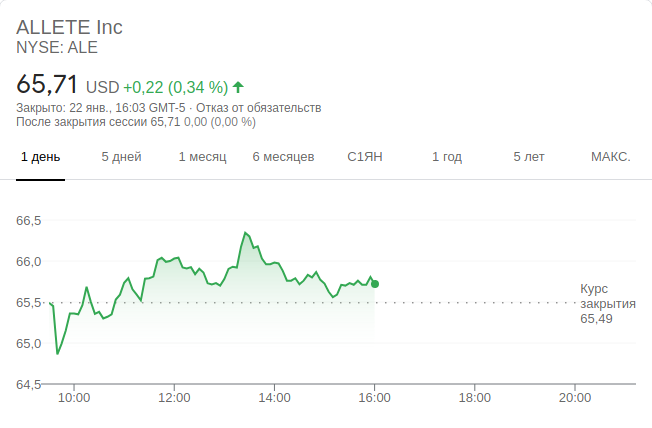 ALLETE Inc
NYSE: ALE
65,71 USD +0,22 (0,34 %)
Закрыто: 22 янв., 16:03 GMT-5 · Отказ от обязательств
После закрытия сессии 65,71 0,00 (0,00 %)
1 день 5 дней 1 месяц 6 месяцев С1ЯН 1 год 5 лет МАКС.
66,5
66,0
65,5
65,0
64,5
Курс
закрытия
65,49
10:00 12:00 14:00 16:00 18:00 20:00